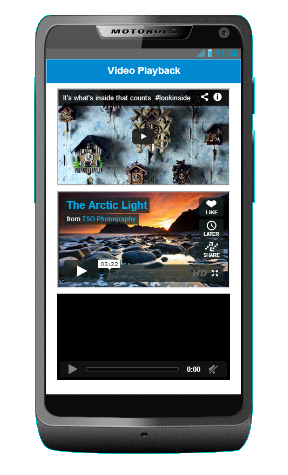 MOTOROLA
Video Playback
It's what's inside that counts #lookinside
The Arctic Light
from TSO Photography
LIKE
LATER
SHARE
03:22
HD
0:00